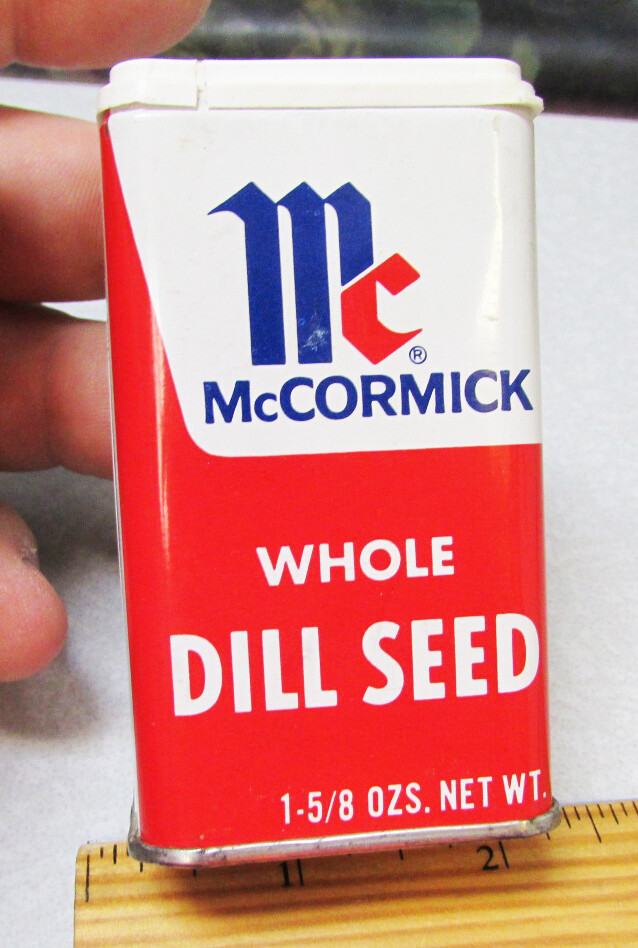 Mc®
McCORMICK
WHOLE
DILL SEED
1-5/8 OZS. NET WT.
1 2